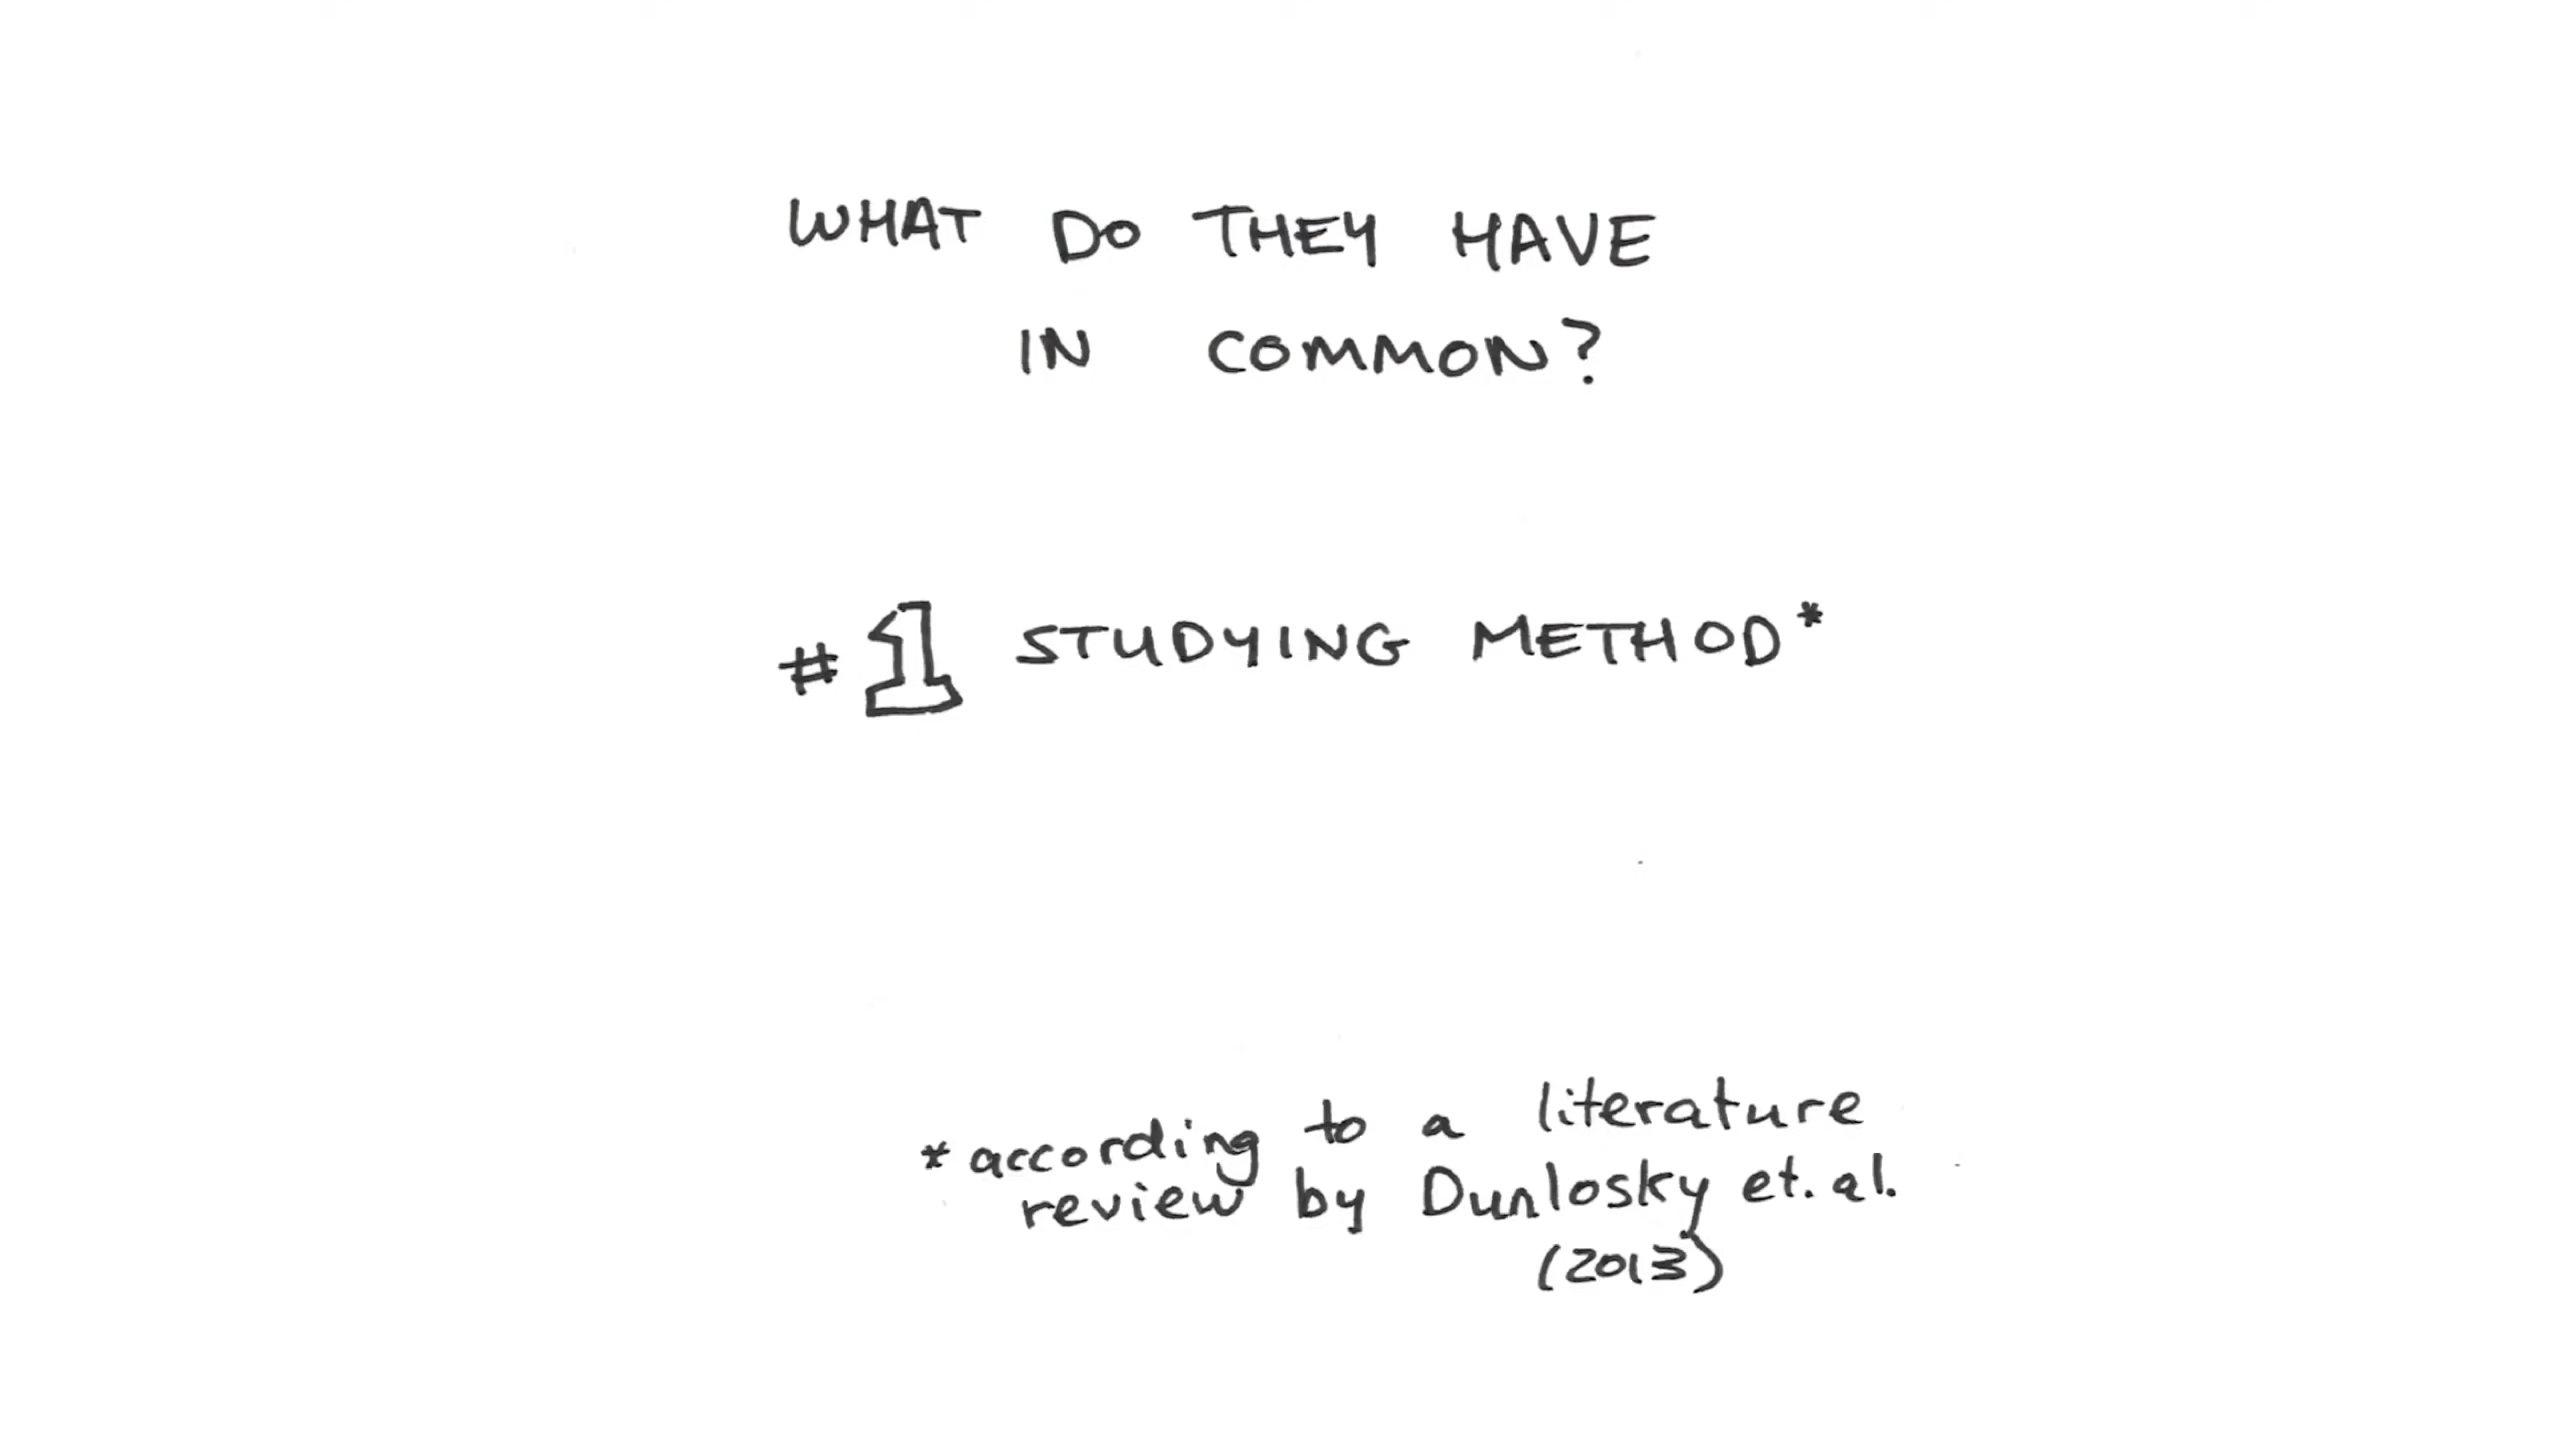 WHAT DO THEY HAVE
IN COMMON?
#1 STUDYING METHOD*
*according to a literature
review by Dunlosky et. al.
(2013)